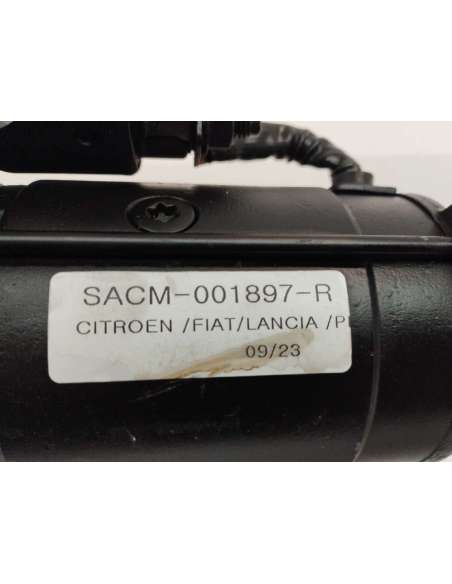 SACM-001897-R
CITROEN /FIAT/LANCIA /P
09/23